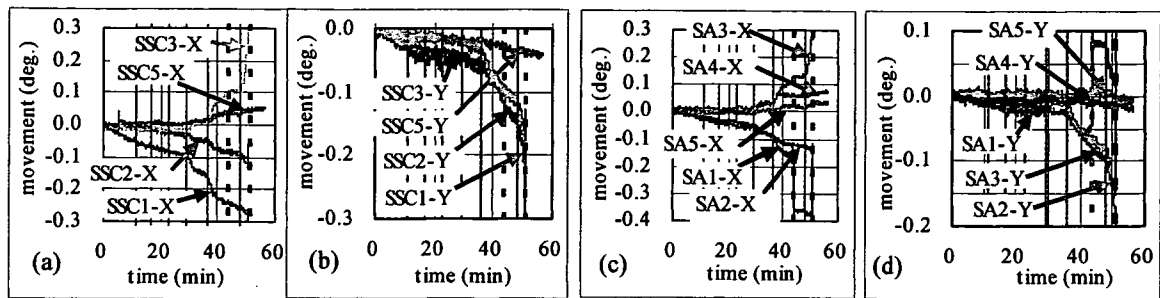 movement (deg.)
0.3
0.2
0.1
0.0
-0.1
-0.2
-0.3
SSC3-X
SSC5-X
SSC2-X
SSC1-X
0 20 40 60
(a) time (min)
movement (deg.)
0.0
-0.1
-0.2
-0.3
SSC3-Y
SSC5-Y
SSC2-Y
SSC1-Y
0 20 40 60
(b) time (min)
movement (deg.)
0.3
0.2
0.1
0.0
-0.1
-0.2
-0.3
-0.4
SA3-X
SA4-X
SA5-X
SA1-X
SA2-X
0 20 40 60
(c) time (min)
movement (deg.)
0.1
0.0
-0.1
-0.2
SA5-Y
SA4-Y
SA1-Y
SA3-Y
SA2-Y
0 20 40 60
time (min) (d)